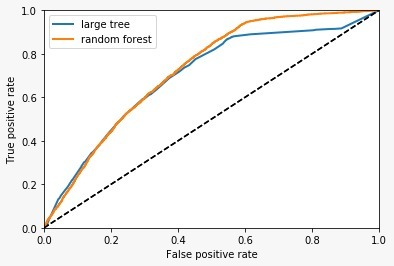 1.0
large tree
random forest
0.8
0.6
True positive rate
0.4
0.2
0.0
0.0 0.2 0.4 0.6 0.8 1.0
False positive rate